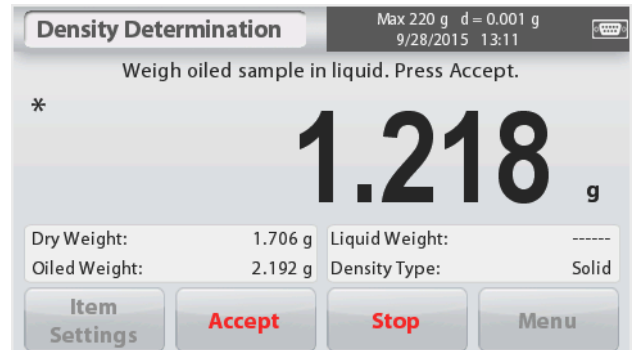 Density Determination
Max 220 g d = 0.001 g
9/28/2015 13:11
Weigh oiled sample in liquid. Press Accept.
*
1.218 g
Dry Weight: 1.706 g
Oiled Weight: 2.192 g
Liquid Weight: ------
Density Type: Solid
Item Settings
Accept
Stop
Menu